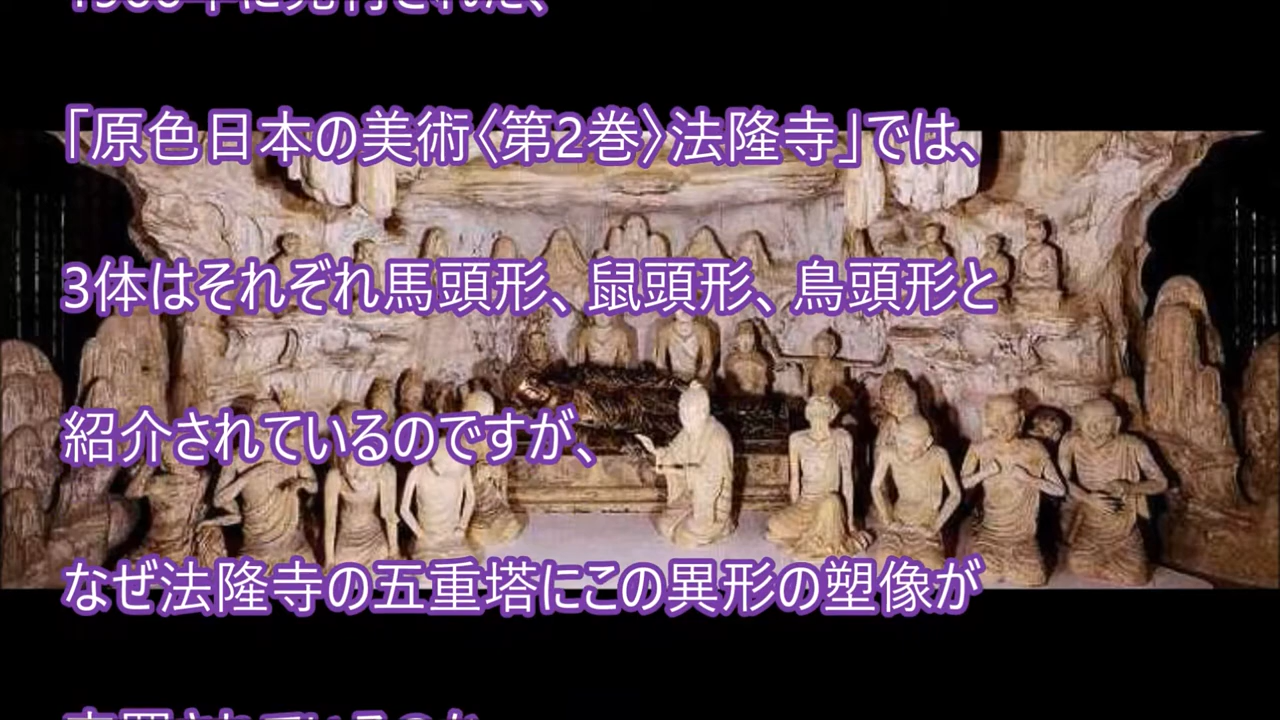 「原色日本の美術〈第2巻〉法隆寺」では、
3体はそれぞれ馬頭形、鼠頭形、鳥頭形と
紹介されているのですが、
なぜ法隆寺の五重塔にこの異形の塑像が